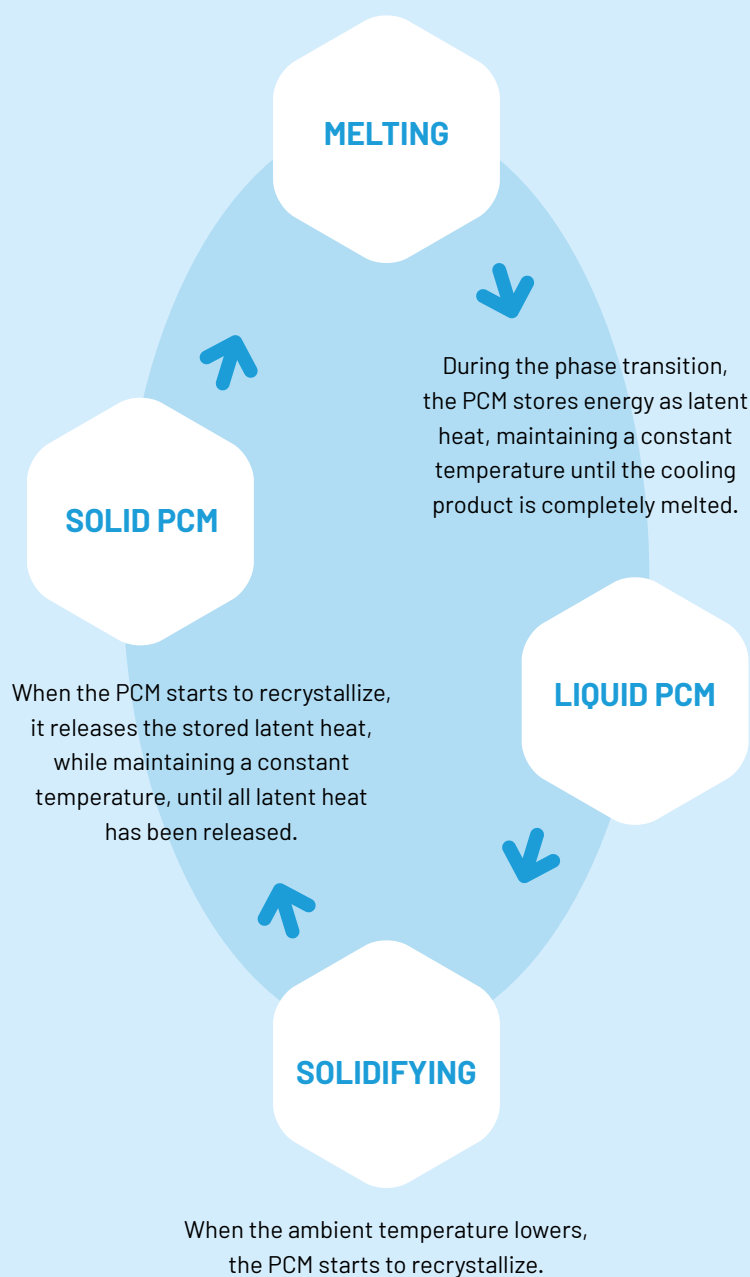 MELTING
During the phase transition,
the PCM stores energy as latent
heat, maintaining a constant
temperature until the cooling
product is completely melted.
SOLID PCM
LIQUID PCM
When the PCM starts to recrystallize,
it releases the stored latent heat,
while maintaining a constant
temperature, until all latent heat
has been released.
SOLIDIFYING
When the ambient temperature lowers,
the PCM starts to recrystallize.